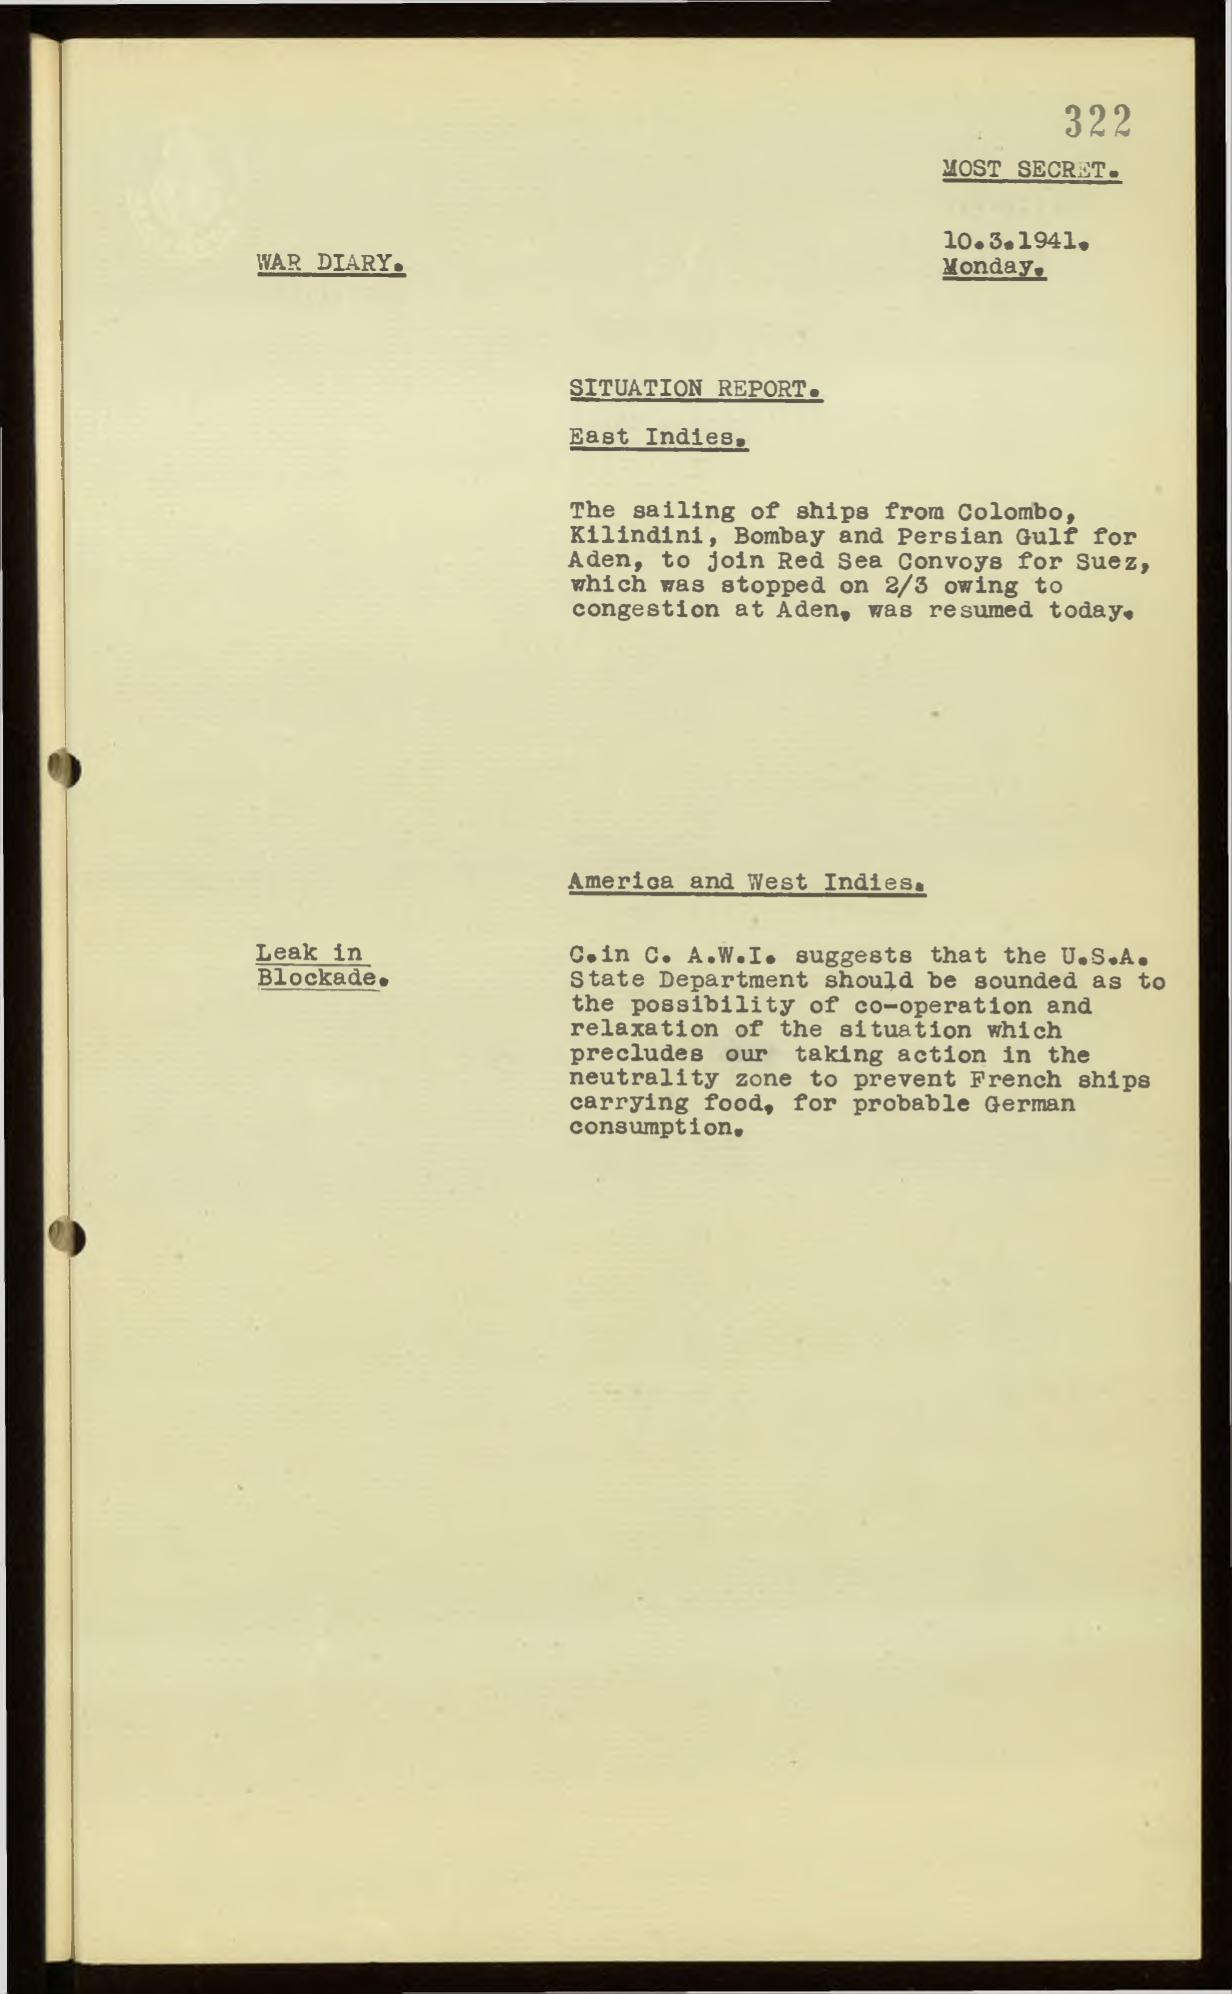 322
MOST SECRET.
10.3.1941.
WAR DIARY.
Monday.
SITUATION REPORT.
East Indies.
The sailing of ships from Colombo,
Kilindini, Bombay and Persian Gulf for
Aden, to join Red Sea Convoys for Suez,
which was stopped on 2/3 owing to
congestion at Aden, was resumed today.
America and West Indies.
Leak in
Blockade.
C.in C. A.W.I. suggests that the U.S.A.
State Department should be sounded as to
the possibility of co-operation and
relaxation of the situation which
precludes our taking action in the
neutrality zone to prevent French ships
carrying food, for probable German
consumption.